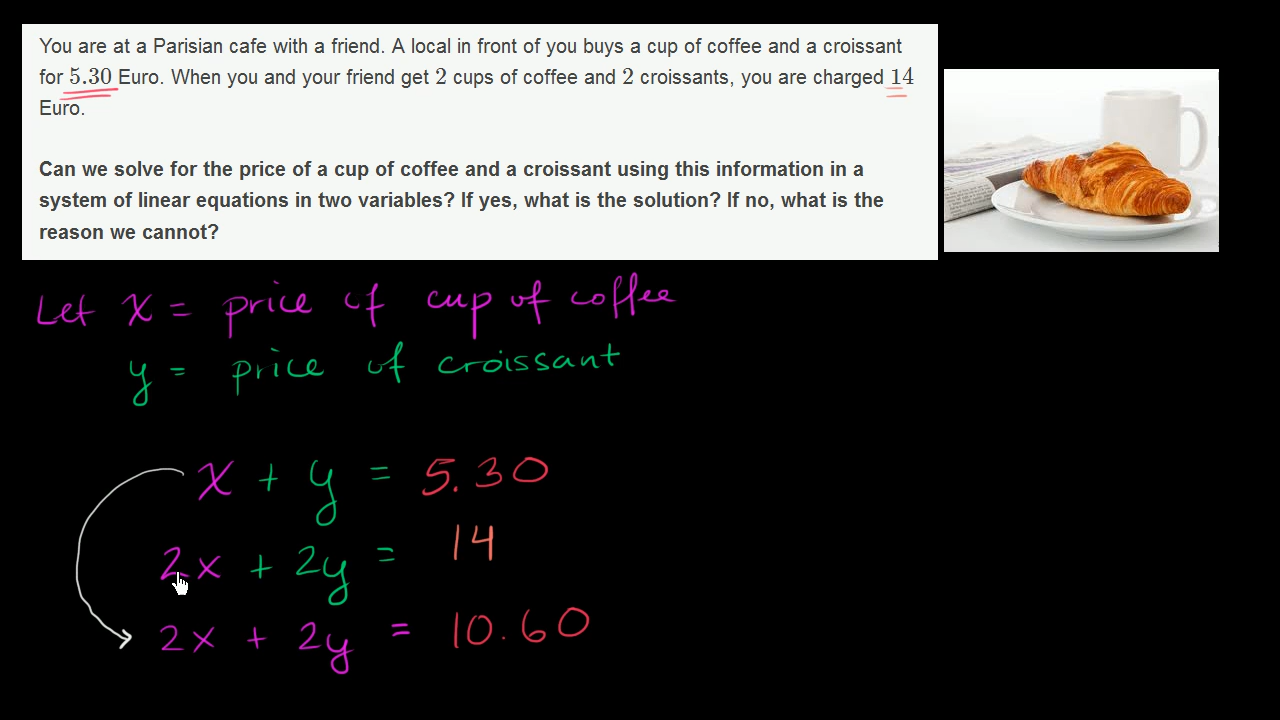 You are at a Parisian cafe with a friend. A local in front of you buys a cup of coffee and a croissant
for 5.30 Euro. When you and your friend get 2 cups of coffee and 2 croissants, you are charged 14
Euro.
Can we solve for the price of a cup of coffee and a croissant using this information in a
system of linear equations in two variables? If yes, what is the solution? If no, what is the
reason we cannot?
Let x = price of cup of coffee
y = price of croissant
x + y = 5.30
2x + 2y = 14
2x + 2y = 10.60